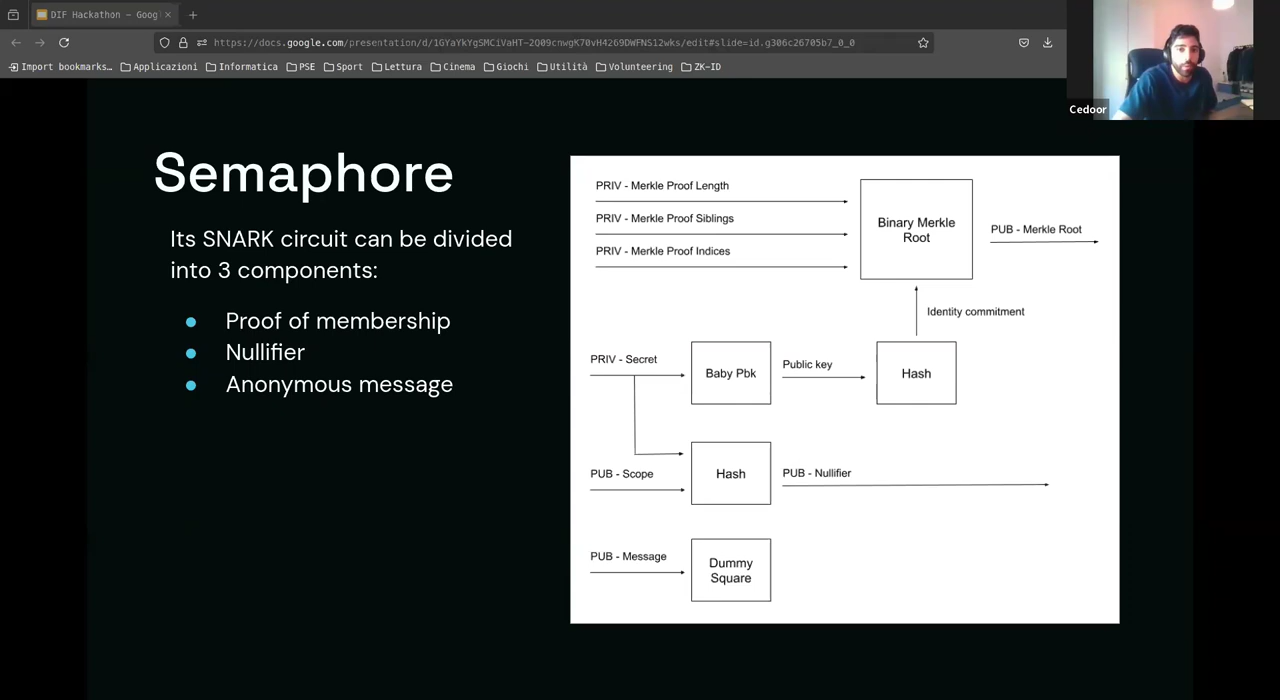 DIF Hackathon – Goog
https://docs.google.com/presentation/d/1GYaYkYgSMCiVaHT-2Q09cnwgK70vH4269DWFNS12wks/edit#slide=id.g306c26705b7_0_0
Import bookmarks... Applicazioni Informatica PSE Sport Lettura Cinema Giochi Utilità Volunteering ZK-ID
Cedoor
Semaphore
Its SNARK circuit can be divided
into 3 components:
Proof of membership
Nullifier
Anonymous message
PRIV - Merkle Proof Length
PRIV - Merkle Proof Siblings
PRIV - Merkle Proof Indices
Binary Merkle
Root
PUB - Merkle Root
Identity commitment
PRIV - Secret
Baby Pbk
Public key
Hash
PUB - Scope
Hash
PUB - Nullifier
PUB - Message
Dummy
Square